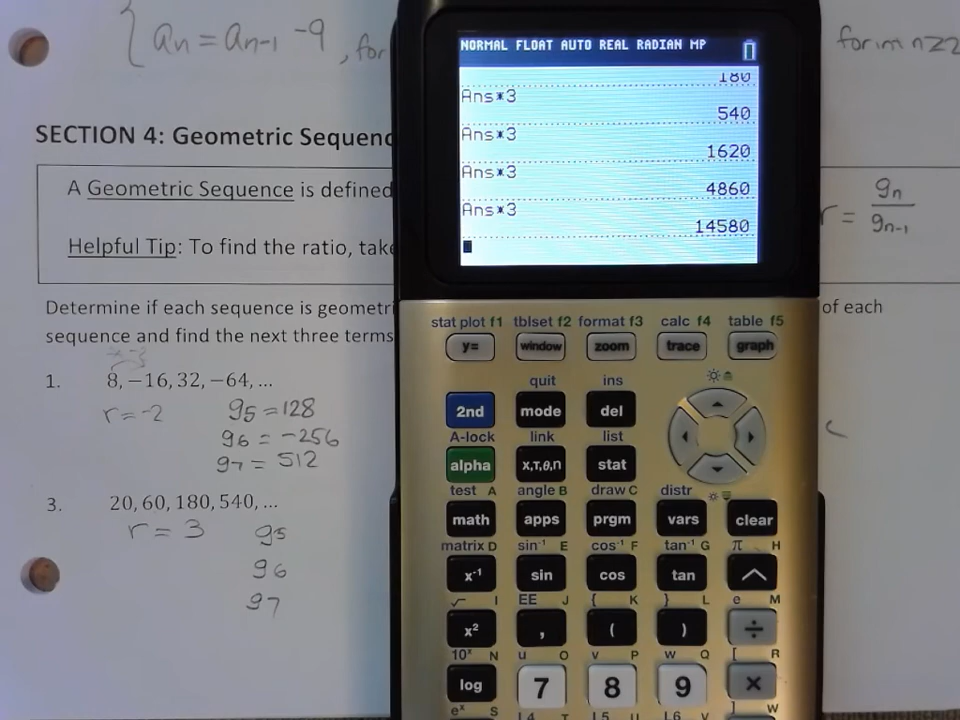 { an = an-1 - 9, for
for in n≥2
SECTION 4: Geometric Sequenc
A Geometric Sequence is defined
Helpful Tip: To find the ratio, take
r = gn / gn-1
Determine if each sequence is geometri
of each
sequence and find the next three terms
1. 8, −16, 32, −64, ...
r = -2
g5 = 128
g6 = -256
g7 = 512
3. 20, 60, 180, 540, ...
r = 3
g5
g6
g7
NORMAL FLOAT AUTO REAL RADIAN MP
180
Ans*3
540
Ans*3
1620
Ans*3
4860
Ans*3
14580
stat plot f1 tblset f2 format f3 calc f4 table f5
y= window zoom trace graph
quit ins
2nd mode del
A-lock link list
alpha X,T,θ,n stat
test A angle B draw C distr
math apps prgm vars clear
matrix D sin⁻¹ E cos⁻¹ F tan⁻¹ G π H
x⁻¹ sin cos tan ^
√ I EE J { K } L e M
x² , ( ) ÷
10ˣ N u O v P w Q [ R
log 7 8 9 ×
eˣ S L4 T L5 U L6 V ] W